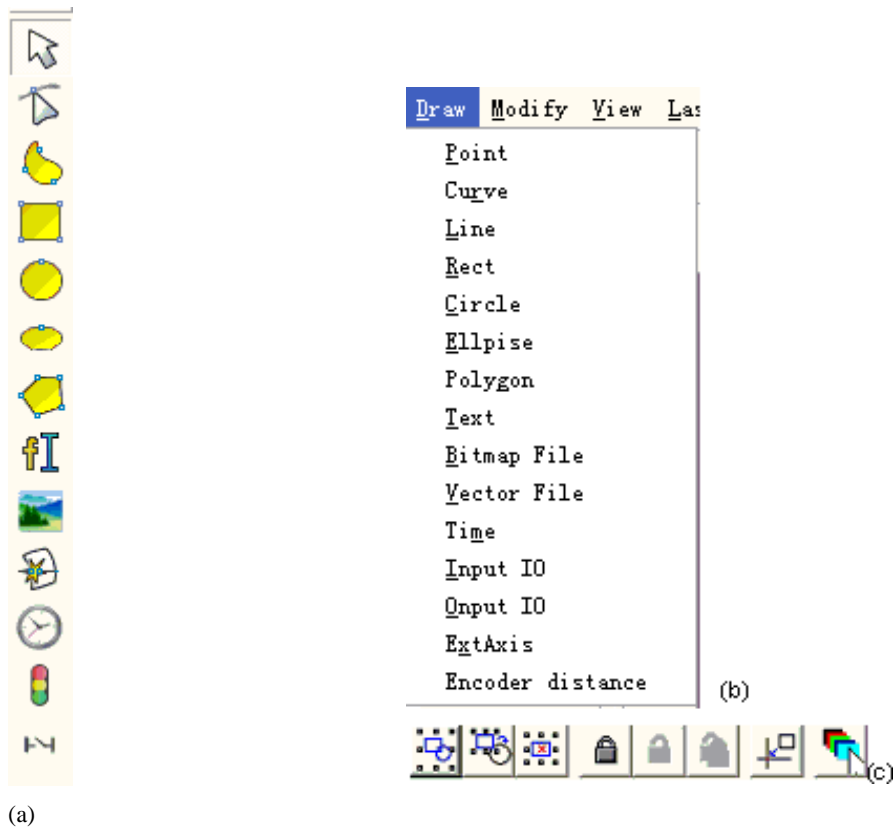 Draw Modify View Las
Point
Curve
Line
Rect
Circle
Ellpise
Polygon
Text
Bitmap File
Vector File
Time
Input IO
Onput IO
ExtAxis
Encoder distance
(b)
(c)
(a)